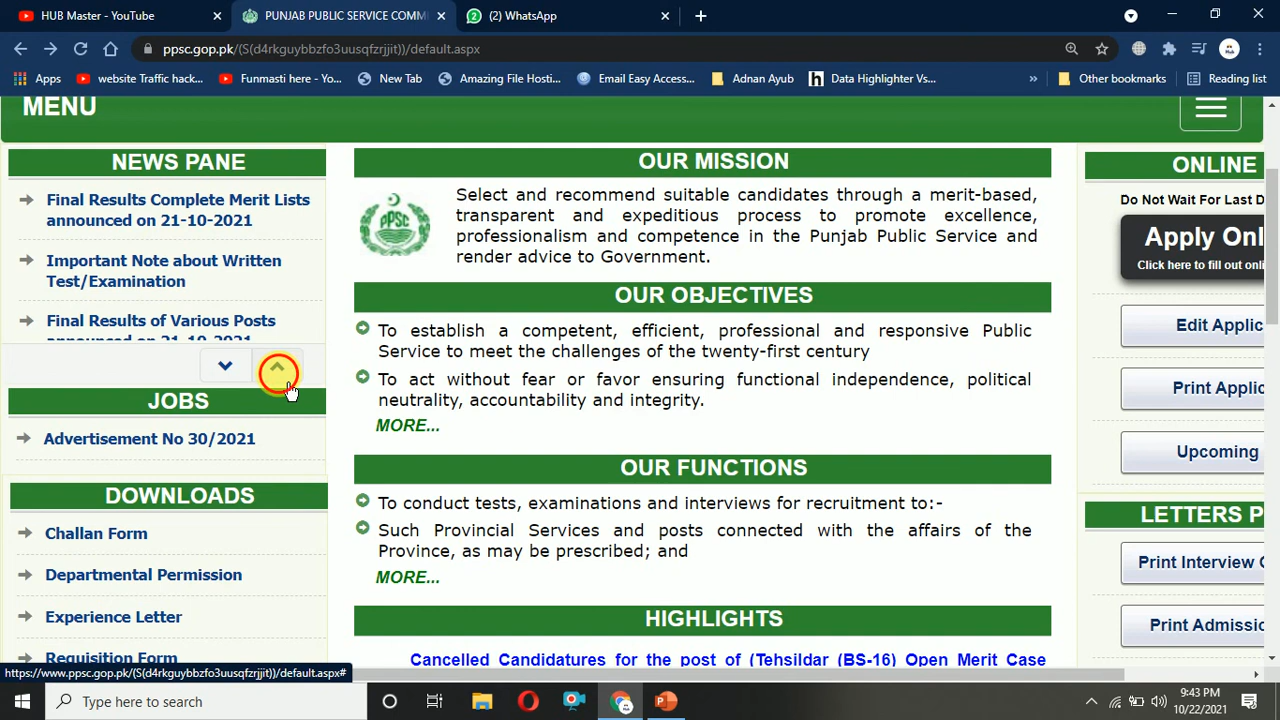 HUB Master - YouTube
PUNJAB PUBLIC SERVICE COMM
(2) WhatsApp
ppsc.gop.pk/(S(d4rkguybbzfo3uusqfzrjjit))/default.aspx
Apps
website Traffic hack...
Funmasti here - Yo...
New Tab
Amazing File Hosti...
Email Easy Access...
Adnan Ayub
Data Highlighter Vs...
»
Other bookmarks
Reading list
MENU
NEWS PANE
Final Results Complete Merit Lists
announced on 21-10-2021
Important Note about Written
Test/Examination
Final Results of Various Posts
announced on 21-10-2021
JOBS
Advertisement No 30/2021
DOWNLOADS
Challan Form
Departmental Permission
Experience Letter
Requisition Form
https://www.ppsc.gop.pk/(S(d4rkguybbzfo3uusqfzrjjit))/default.aspx#
OUR MISSION
PPSC
Select and recommend suitable candidates through a merit-based,
transparent and expeditious process to promote excellence,
professionalism and competence in the Punjab Public Service and
render advice to Government.
OUR OBJECTIVES
To establish a competent, efficient, professional and responsive Public
Service to meet the challenges of the twenty-first century
To act without fear or favor ensuring functional independence, political
neutrality, accountability and integrity.
MORE...
OUR FUNCTIONS
To conduct tests, examinations and interviews for recruitment to:-
Such Provincial Services and posts connected with the affairs of the
Province, as may be prescribed; and
MORE...
HIGHLIGHTS
Cancelled Candidatures for the post of (Tehsildar (BS-16) Open Merit Case
ONLINE
Do Not Wait For Last D
Apply Onl
Click here to fill out onli
Edit Applic
Print Applic
Upcoming
LETTERS P
Print Interview C
Print Admissio
Type here to search
9:43 PM
10/22/2021